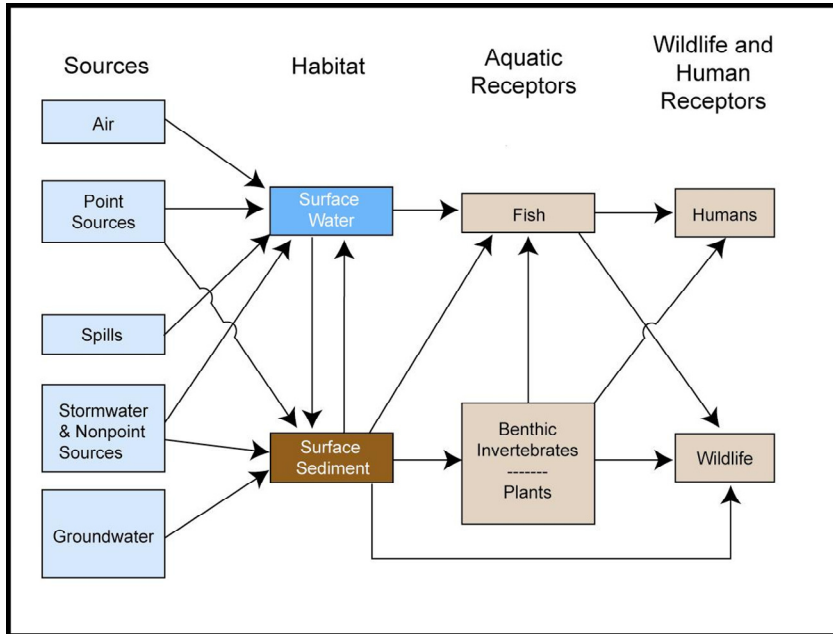 Sources
Habitat
Aquatic
Receptors
Wildlife and
Human
Receptors
Air
Point
Sources
Spills
Stormwater
& Nonpoint
Sources
Groundwater
Surface
Water
Surface
Sediment
Fish
Benthic
Invertebrates
-------
Plants
Humans
Wildlife